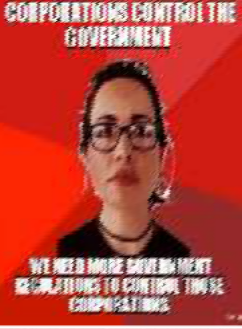 CORPORATIONS CONTROL THE
GOVERNMENT
WE NEED MORE GOVERNMENT
REGULATIONS TO CONTROL THOSE
CORPORATIONS